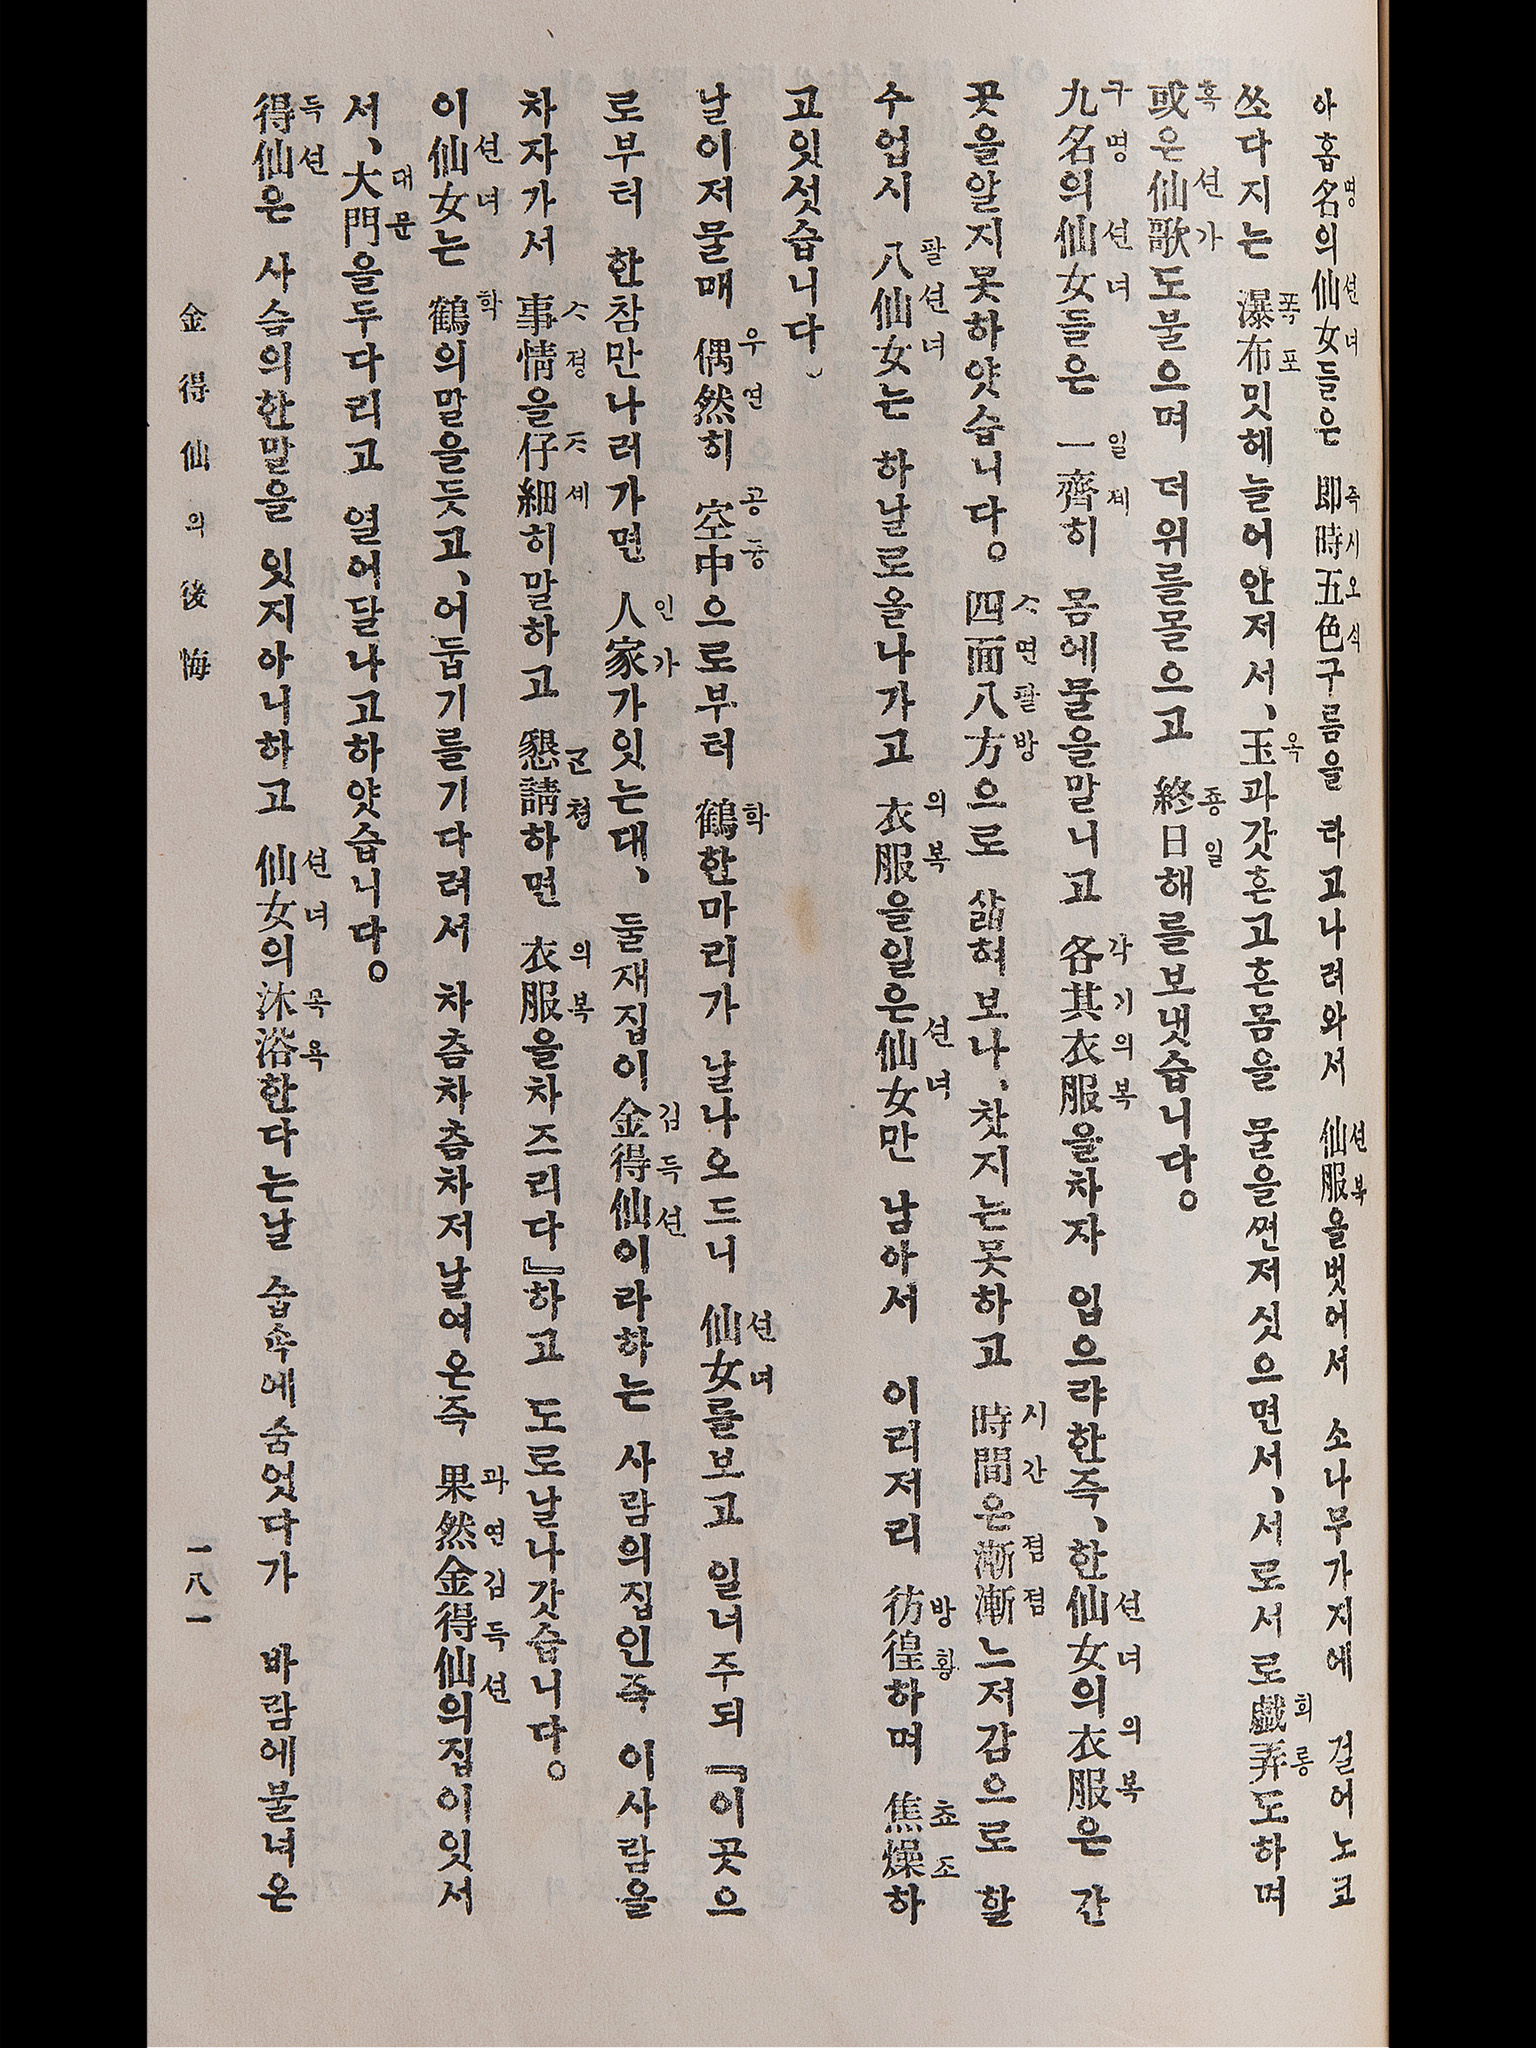 아홉名의仙女들은 即時五色구름을 타고나려와서 仙服을벗어서 소나무가지에 걸어노코
쏘다지는 瀑布밋헤늘어안저서、玉과갓흔고흔몸을 물을껸저싯으면서、서로서로戱弄도하며
或은仙歌도불으며 더위를몰으고 終日해를보냇습니다。
九名의仙女들은 一齊히 몸에물을말니고 各其衣服을차자 입으랴한즉、한仙女의衣服은 간
곳을알지못하얏습니다。四面八方으로 삷혀보나、찻지는못하고 時間은漸漸느저감으로 할
수업시 八仙女는 하날로올나가고 衣服을일은仙女만 남아서 이리저리 彷徨하며 焦燥하
고잇섯습니다、
날이저물매 偶然히 空中으로부터 鶴한마리가 날나오드니 仙女를보고 일너주되『이곳으
로부터 한참만나려가면 人家가잇는대、둘재집이金得仙이라하는 사람의집인즉 이사람을
차자가서 事情을仔細히말하고 懇請하면 衣服을차즈리다』하고 도로날나갓습니다。
이仙女는 鶴의말을듯고、어둡기를기다려서 차츰차츰차저날여온즉 果然金得仙의집이잇서
서、大門을두다리고 열어달나고하얏습니다。
得仙은 사슴의한말을 잇지아니하고 仙女의沐浴한다는날 숩속에숨엇다가 바람에불녀온
金得仙의後悔
一八一